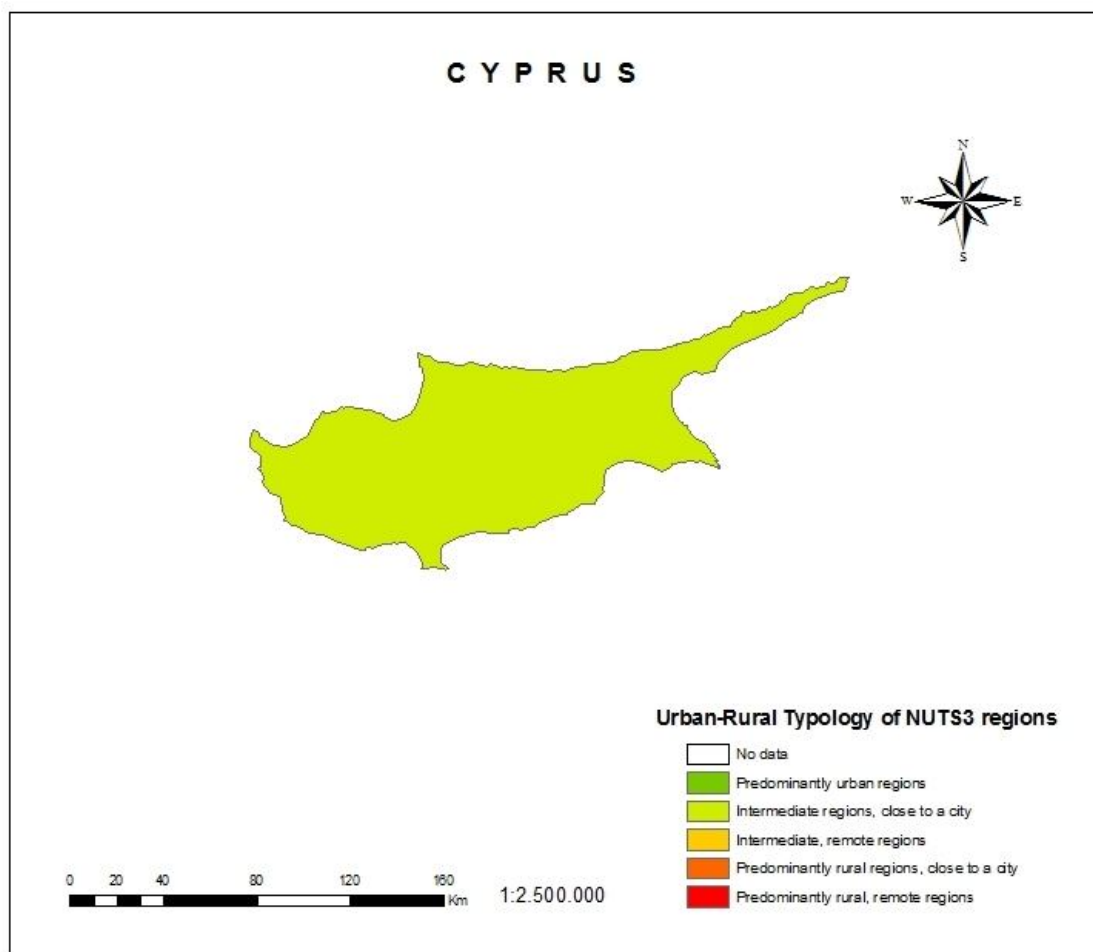 C Y P R U S
N
W E
S
Urban-Rural Typology of NUTS3 regions
No data
Predominantly urban regions
Intermediate regions, close to a city
Intermediate, remote regions
Predominantly rural regions, close to a city
Predominantly rural, remote regions
0 20 40 80 120 160
Km
1:2.500.000